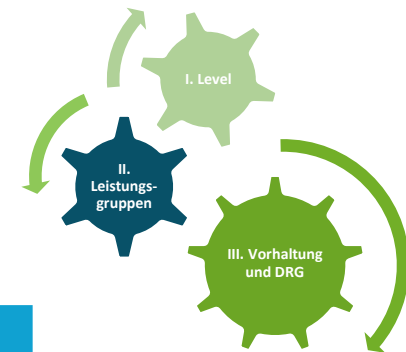 I. Level
II.
Leistungs-
gruppen
III. Vorhaltung
und DRG